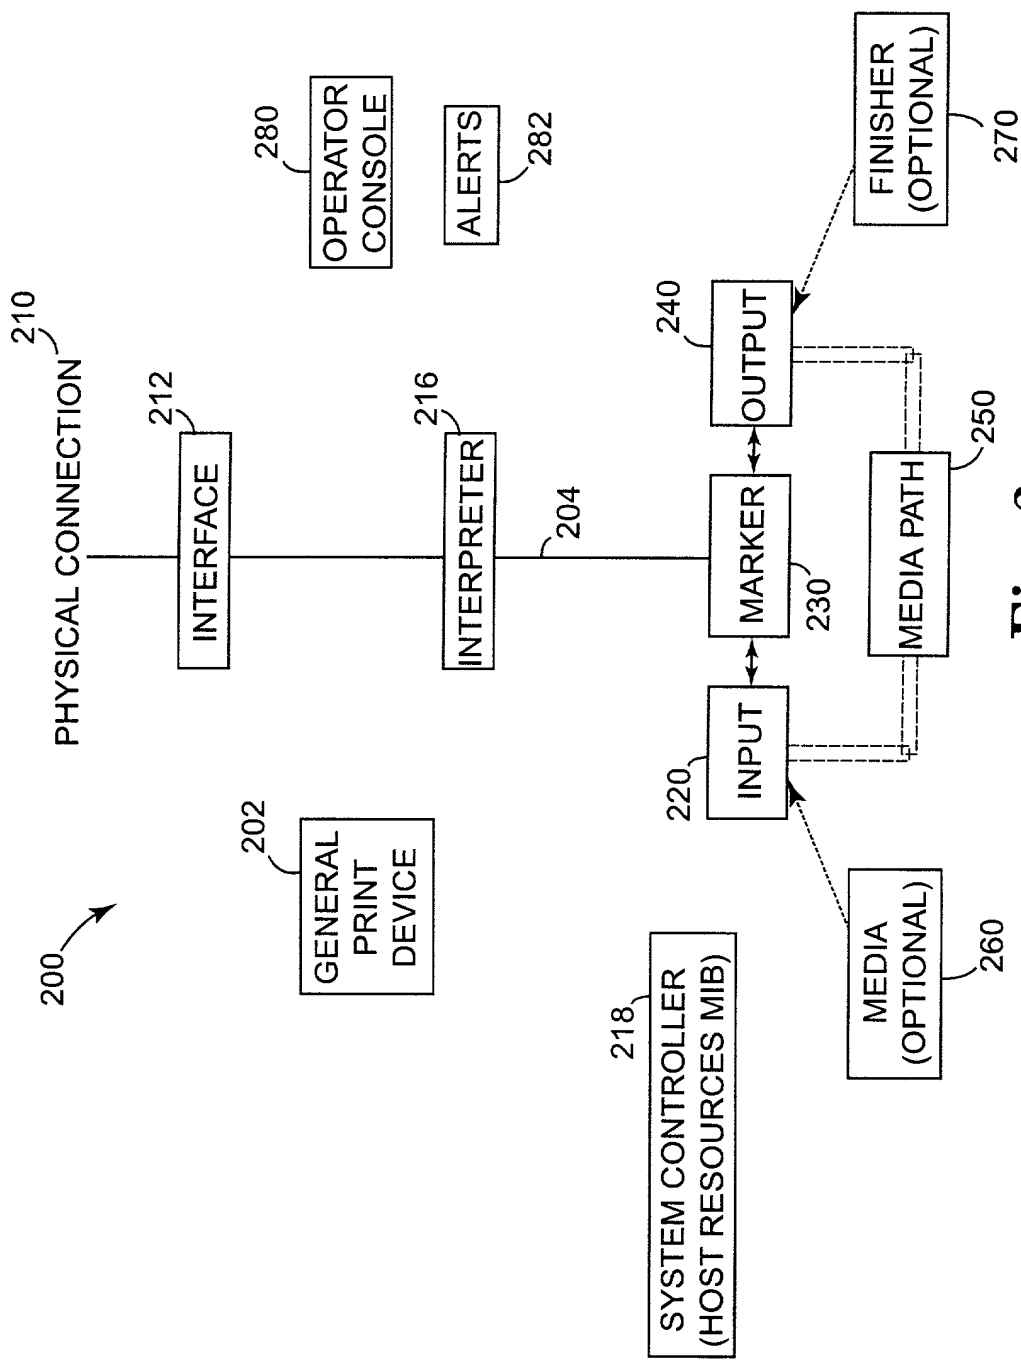 PHYSICAL CONNECTION
210
200
212
INTERFACE
202
GENERAL
PRINT
DEVICE
280
OPERATOR
CONSOLE
216
INTERPRETER
ALERTS
282
204
218
SYSTEM CONTROLLER
(HOST RESOURCES MIB)
220
INPUT
MARKER
230
240
OUTPUT
MEDIA
(OPTIONAL)
260
MEDIA PATH
250
FINISHER
(OPTIONAL)
270